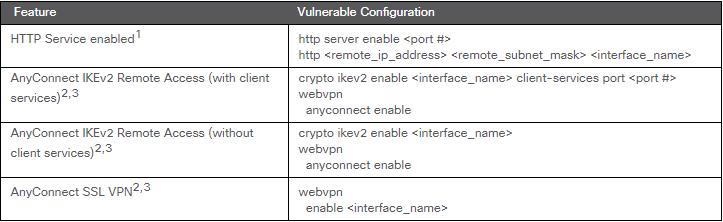 Feature Vulnerable Configuration
HTTP Service enabled1 http server enable <port #>
http <remote_ip_address> <remote_subnet_mask> <interface_name>
AnyConnect IKEv2 Remote Access (with client crypto ikev2 enable <interface_name> client-services port <port #>
services)2,3 webvpn
anyconnect enable
AnyConnect IKEv2 Remote Access (without crypto ikev2 enable <interface_name>
client services)2,3 webvpn
anyconnect enable
AnyConnect SSL VPN2,3 webvpn
enable <interface_name>